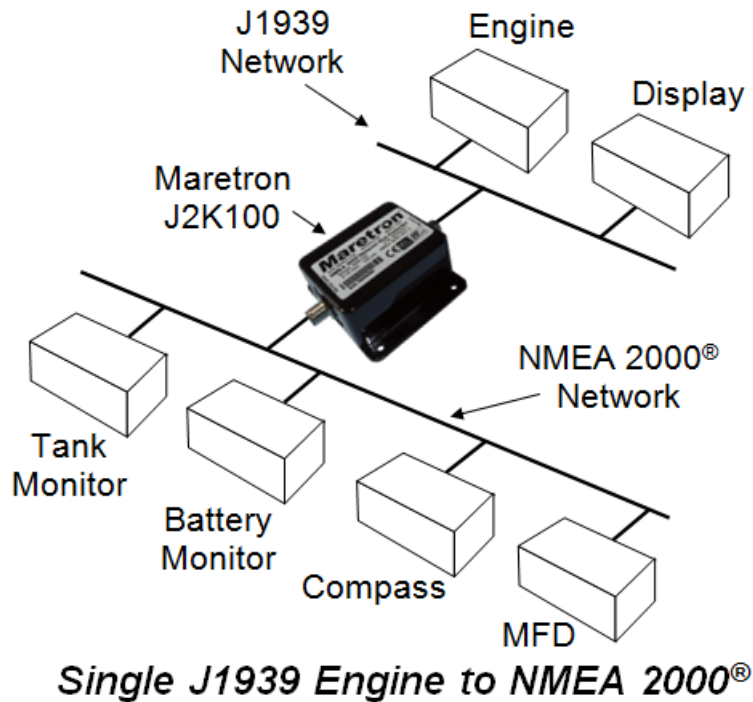 J1939
Network
Engine
Display
Maretron
J2K100
Maretron
NMEA 2000®
Network
Tank
Monitor
Battery
Monitor
Compass
MFD
Single J1939 Engine to NMEA 2000®